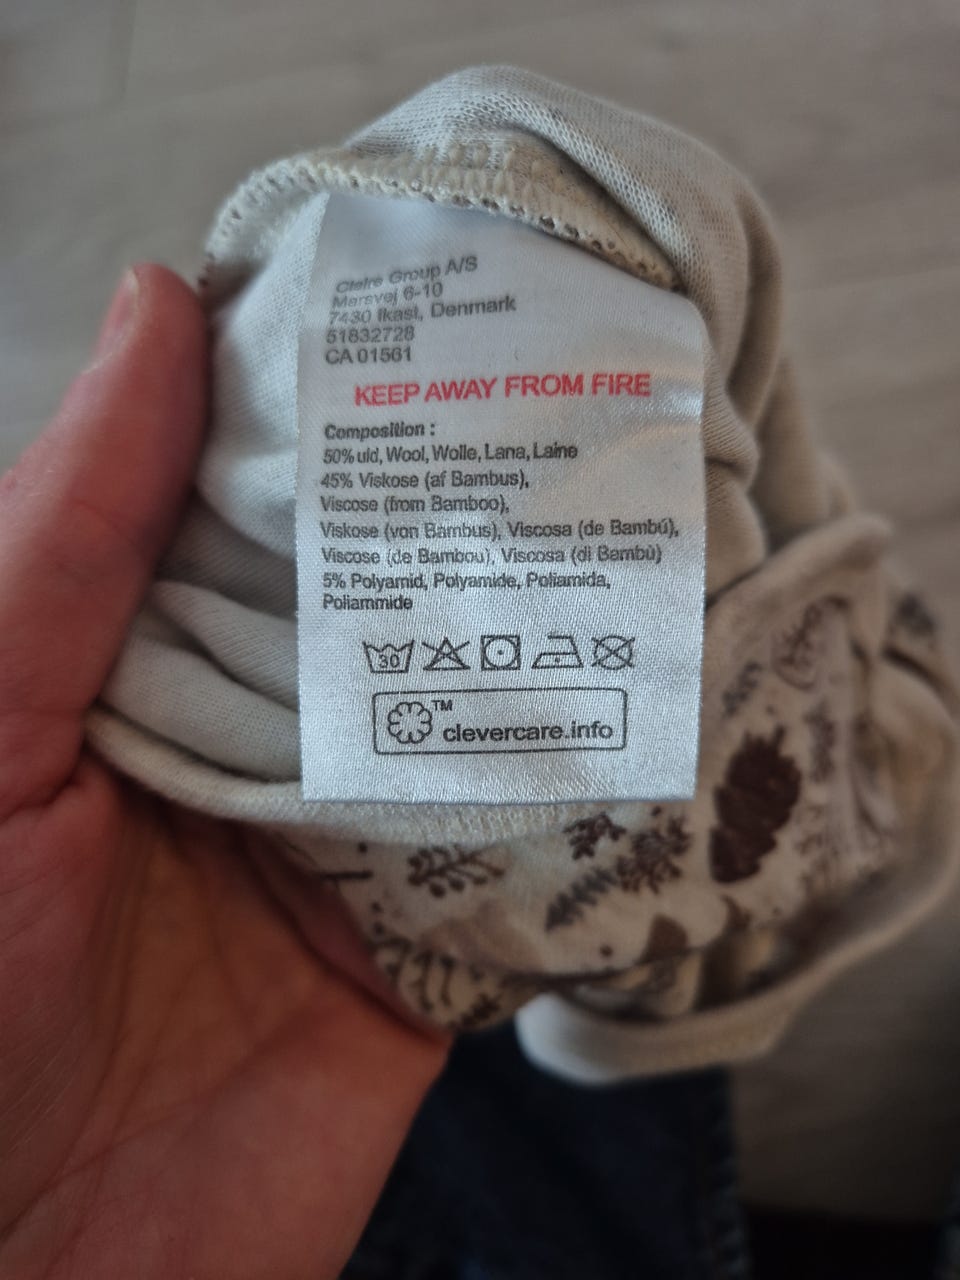 Claire Group A/S
Marsvej 6-10
7430 Ikast, Denmark
51832728
CA 01561
KEEP AWAY FROM FIRE
Composition :
50% uld, Wool, Wolle, Lana, Laine
45% Viskose (af Bambus),
Viscose (from Bamboo),
Viskose (von Bambus), Viscosa (de Bambú),
Viscose (de Bambou), Viscosa (di Bambù)
5% Polyamid, Polyamide, Poliamida,
Poliammide
30
TM
clevercare.info